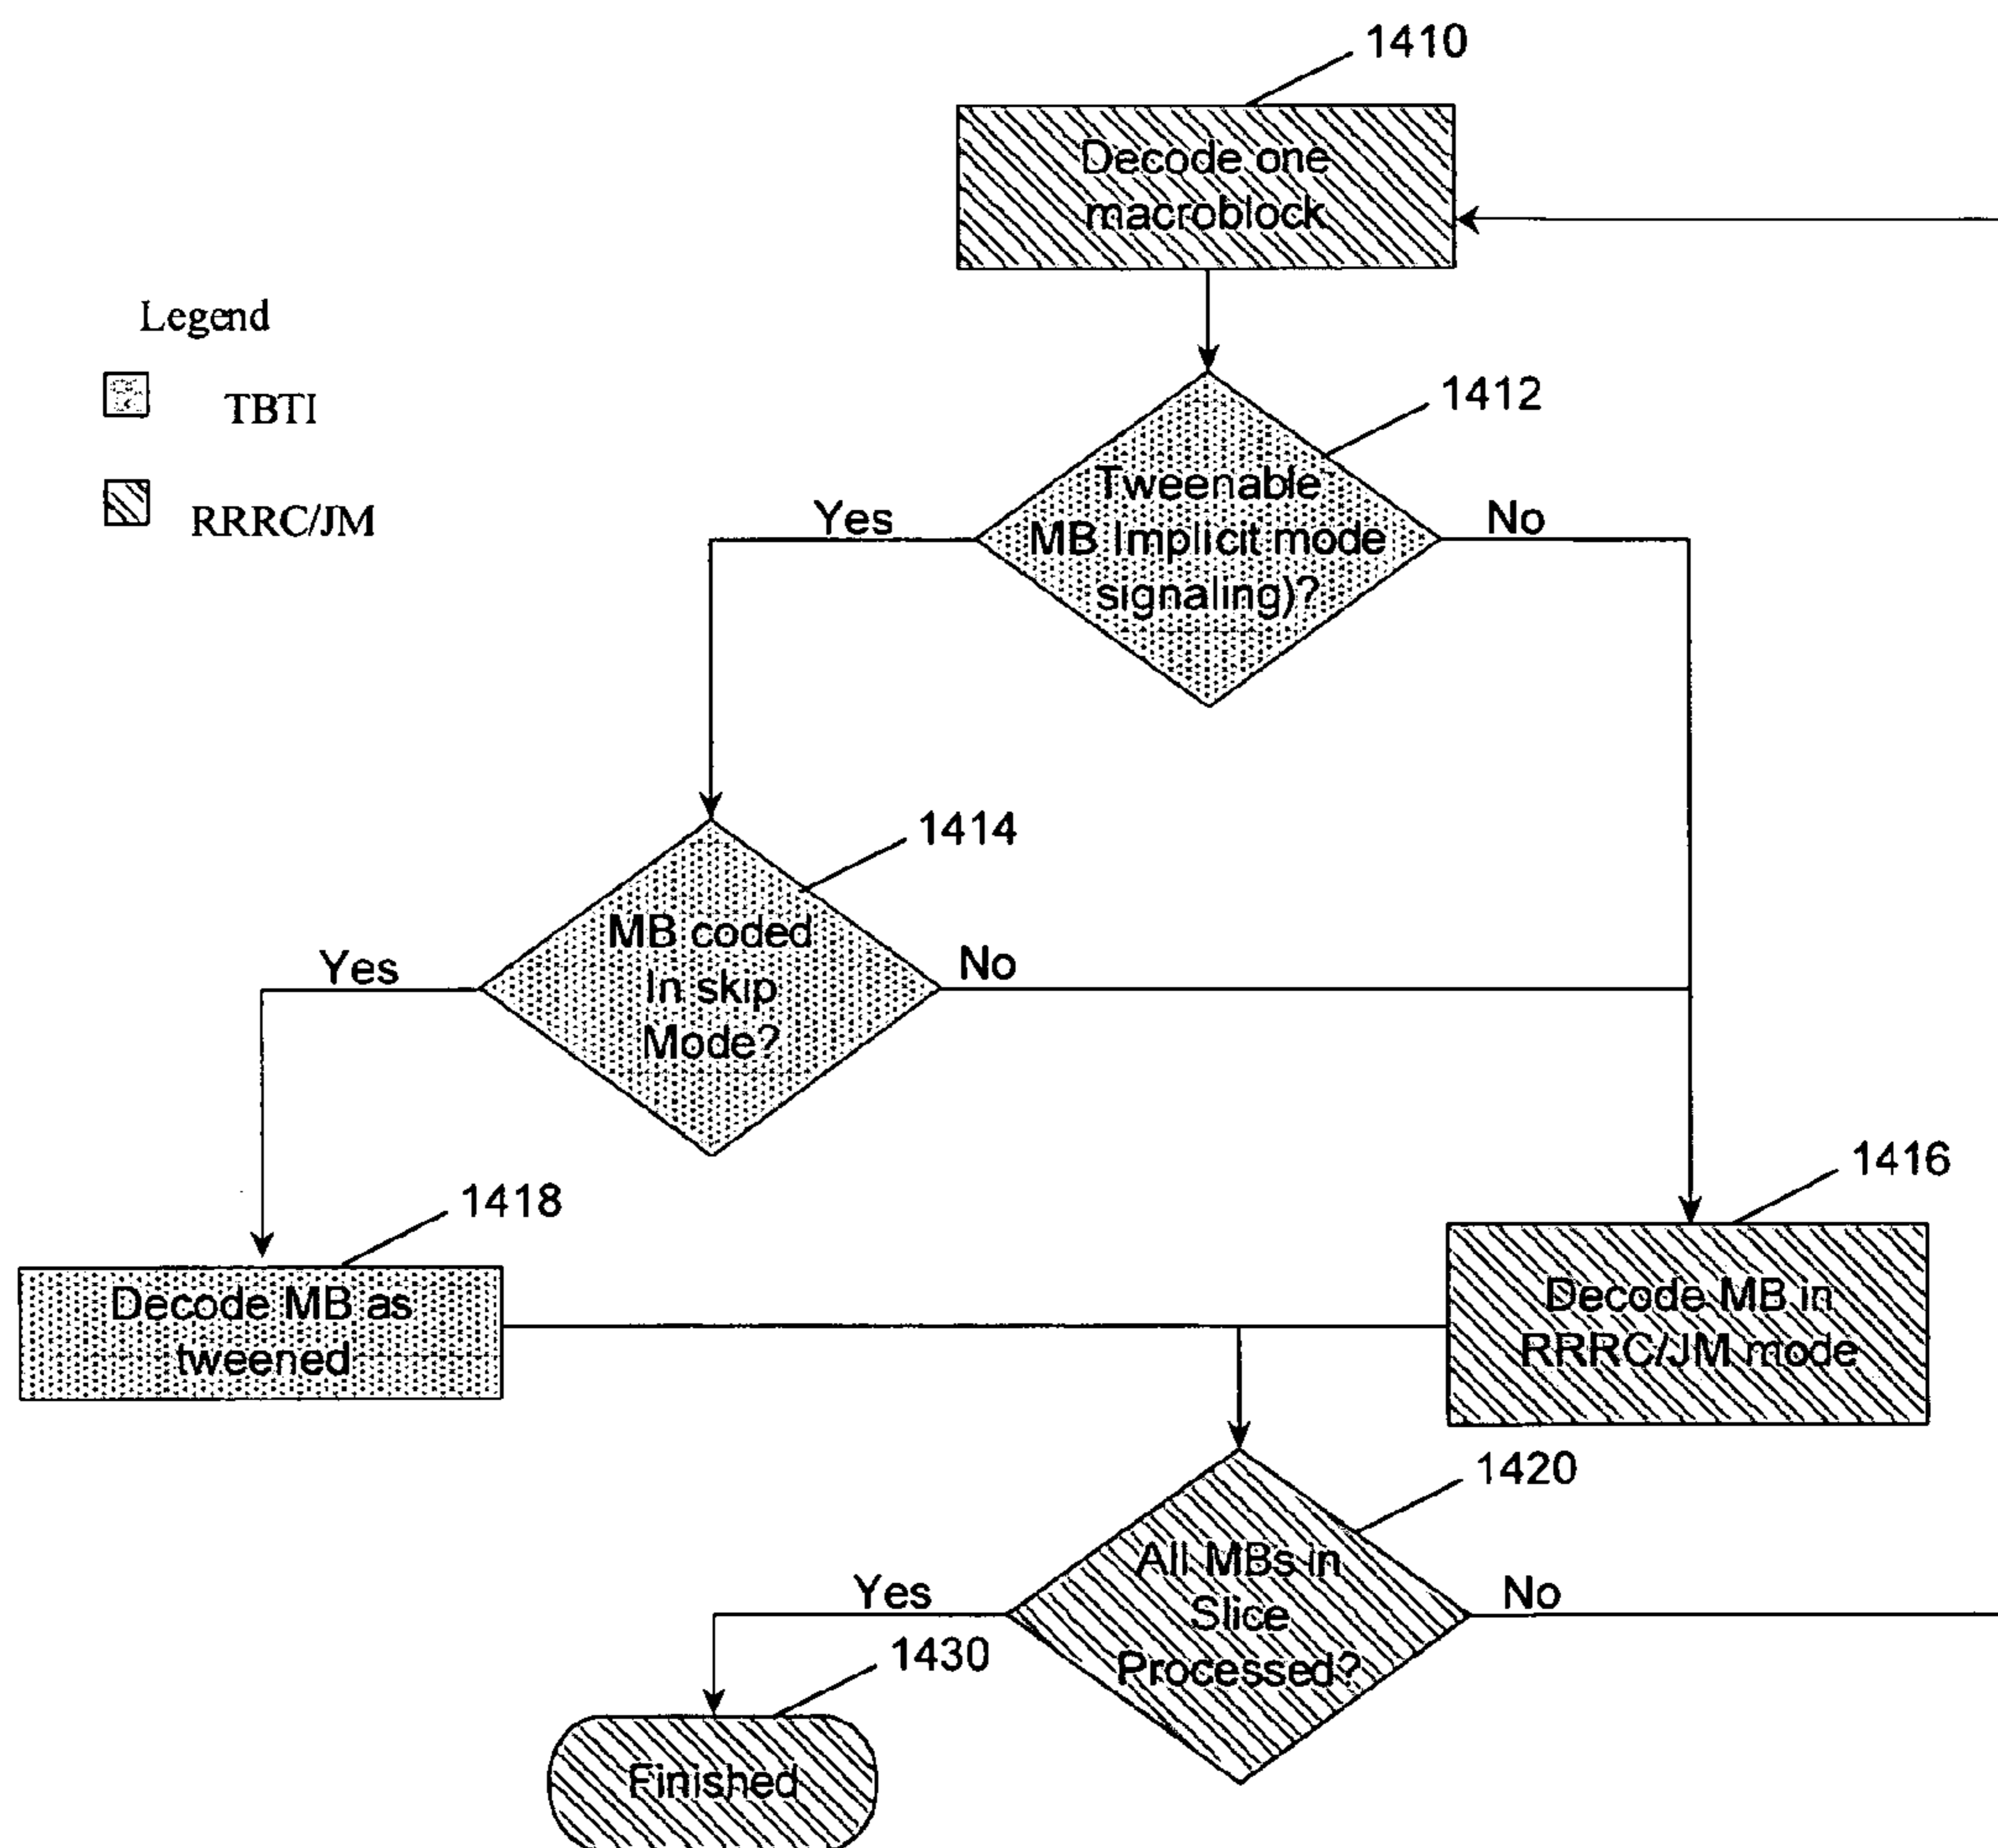 1410
Decode one
macroblock
Legend
TBTI
RRRC/JM
1412
Tweenable
MB Implicit mode
signaling)?
Yes
No
1414
MB coded
In skip
Mode?
Yes
No
1416
1418
Decode MB as
tweened
Decode MB in
RRRC/JM mode
1420
All MBs in
Slice
Processed?
Yes
No
1430
Finished